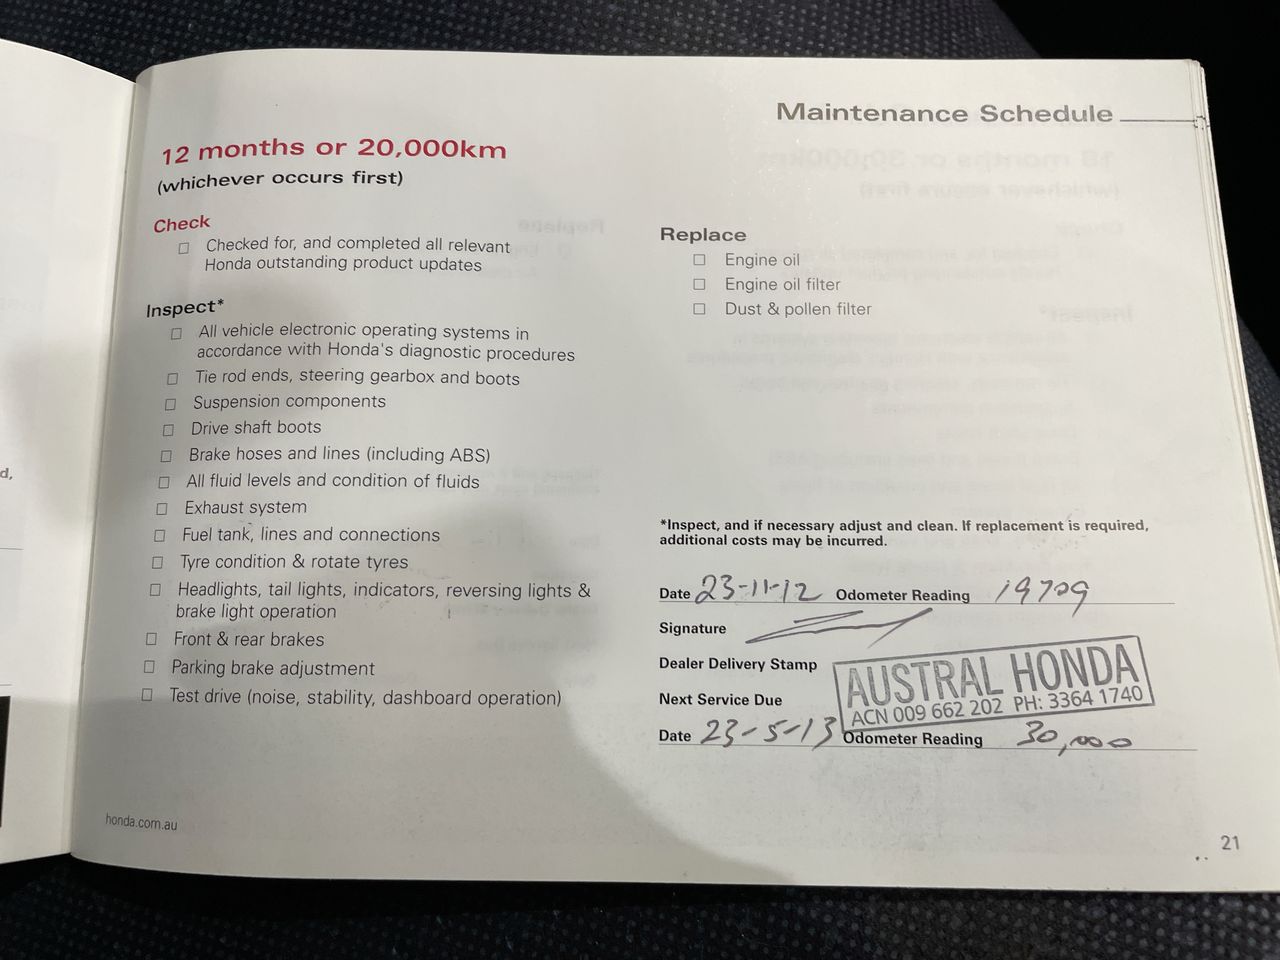 Maintenance Schedule
12 months or 20,000km
(whichever occurs first)
Check
Checked for, and completed all relevant
Honda outstanding product updates
Inspect*
All vehicle electronic operating systems in
accordance with Honda's diagnostic procedures
Tie rod ends, steering gearbox and boots
Suspension components
Drive shaft boots
Brake hoses and lines (including ABS)
All fluid levels and condition of fluids
Exhaust system
Fuel tank, lines and connections
Tyre condition & rotate tyres
Headlights, tail lights, indicators, reversing lights &
brake light operation
Front & rear brakes
Parking brake adjustment
Test drive (noise, stability, dashboard operation)
Replace
Engine oil
Engine oil filter
Dust & pollen filter
*Inspect, and if necessary adjust and clean. If replacement is required,
additional costs may be incurred.
Date 23-11-12 Odometer Reading 19709
Signature
Dealer Delivery Stamp
AUSTRAL HONDA
ACN 009 662 202 PH: 3364 1740
Next Service Due
Date 23-5-13 Odometer Reading 30,000
honda.com.au
21
d,